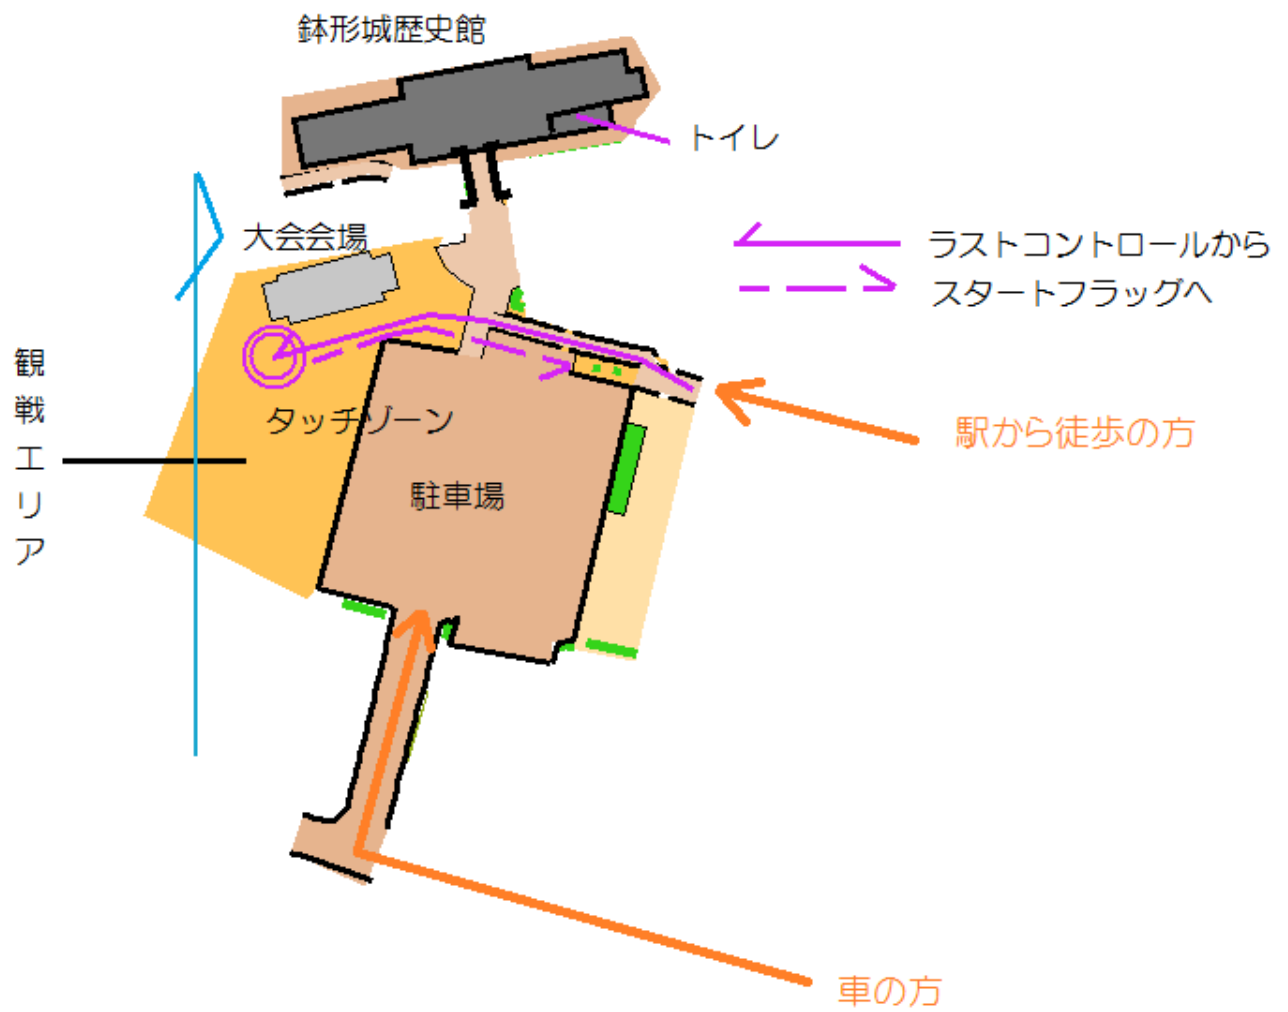 鉢形城歴史館
トイレ
大会会場
ラストコントロールから
スタートフラッグへ
観戦エリア
タッチゾーン
駅から徒歩の方
駐車場
車の方